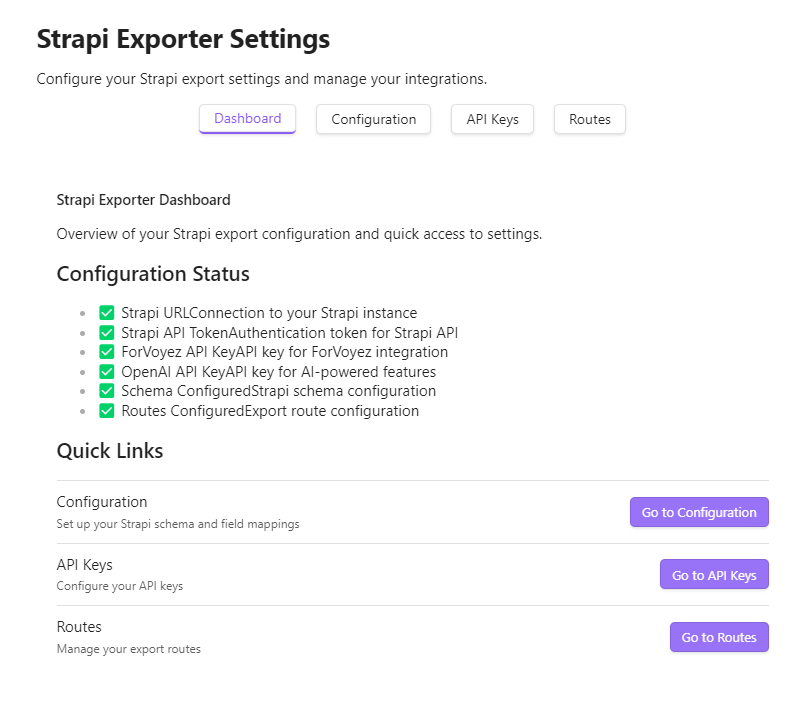 Strapi Exporter Settings
Configure your Strapi export settings and manage your integrations.
Dashboard Configuration API Keys Routes
Strapi Exporter Dashboard
Overview of your Strapi export configuration and quick access to settings.
Configuration Status
Strapi URLConnection to your Strapi instance
Strapi API TokenAuthentication token for Strapi API
ForVoyez API KeyAPI key for ForVoyez integration
OpenAI API KeyAPI key for AI-powered features
Schema ConfiguredStrapi schema configuration
Routes ConfiguredExport route configuration
Quick Links
Configuration
Set up your Strapi schema and field mappings
Go to Configuration
API Keys
Configure your API keys
Go to API Keys
Routes
Manage your export routes
Go to Routes